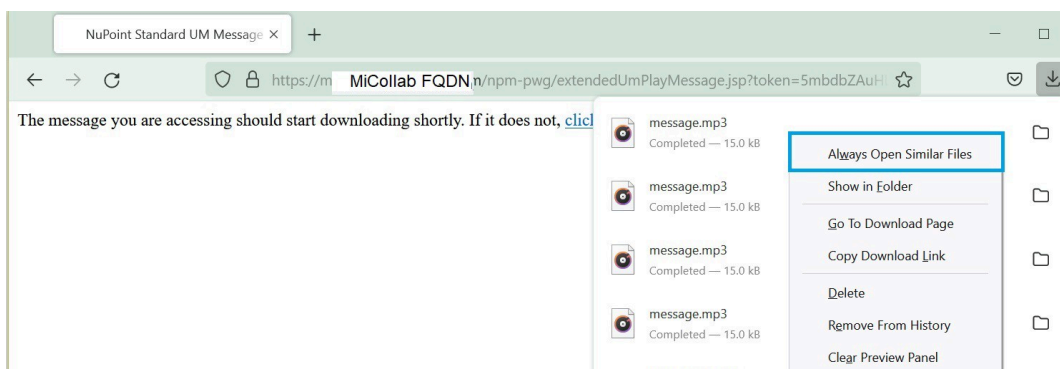 NuPoint Standard UM Message
https://m MiCollab FQDN n/npm-pwg/extendedUmPlayMessage.jsp?token=5mbdbZAuH
The message you are accessing should start downloading shortly. If it does not, click
message.mp3
Completed — 15.0 kB
message.mp3
Completed — 15.0 kB
message.mp3
Completed — 15.0 kB
message.mp3
Completed — 15.0 kB
Always Open Similar Files
Show in Folder
Go To Download Page
Copy Download Link
Delete
Remove From History
Clear Preview Panel